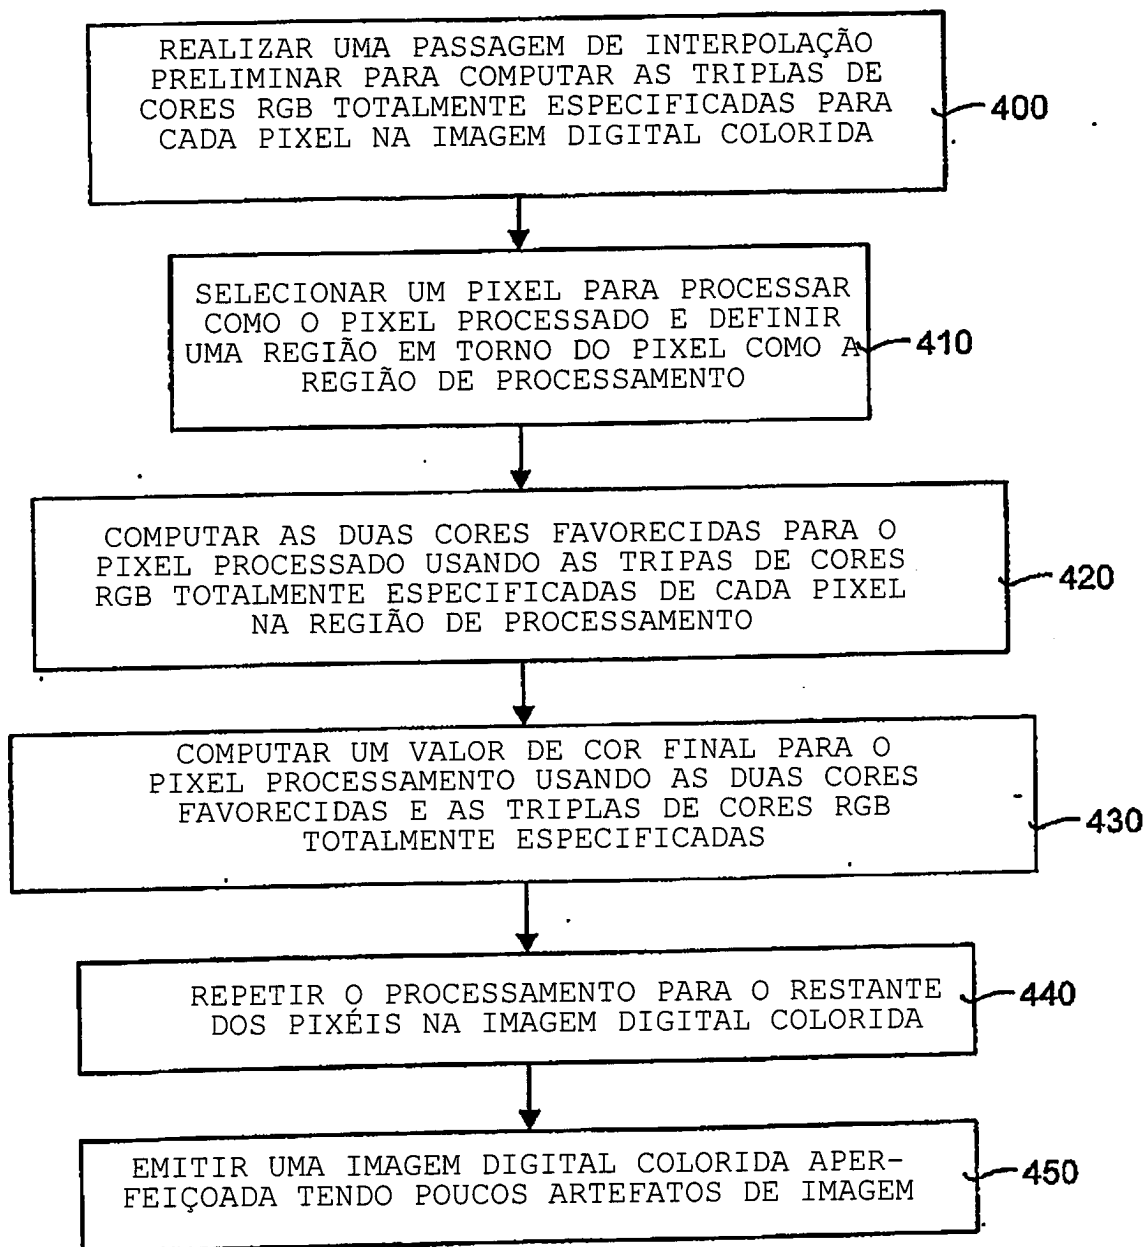 REALIZAR UMA PASSAGEM DE INTERPOLAÇÃO
PRELIMINAR PARA COMPUTAR AS TRIPLAS DE
CORES RGB TOTALMENTE ESPECIFICADAS PARA
CADA PIXEL NA IMAGEM DIGITAL COLORIDA
400
SELECIONAR UM PIXEL PARA PROCESSAR
COMO O PIXEL PROCESSADO E DEFINIR
UMA REGIÃO EM TORNO DO PIXEL COMO A
REGIÃO DE PROCESSAMENTO
410
COMPUTAR AS DUAS CORES FAVORECIDAS PARA O
PIXEL PROCESSADO USANDO AS TRIPAS DE CORES
RGB TOTALMENTE ESPECIFICADAS DE CADA PIXEL
NA REGIÃO DE PROCESSAMENTO
420
COMPUTAR UM VALOR DE COR FINAL PARA O
PIXEL PROCESSAMENTO USANDO AS DUAS CORES
FAVORECIDAS E AS TRIPLAS DE CORES RGB
TOTALMENTE ESPECIFICADAS
430
REPETIR O PROCESSAMENTO PARA O RESTANTE
DOS PIXÉIS NA IMAGEM DIGITAL COLORIDA
440
EMITIR UMA IMAGEM DIGITAL COLORIDA APER-
FEIÇOADA TENDO POUCOS ARTEFATOS DE IMAGEM
450